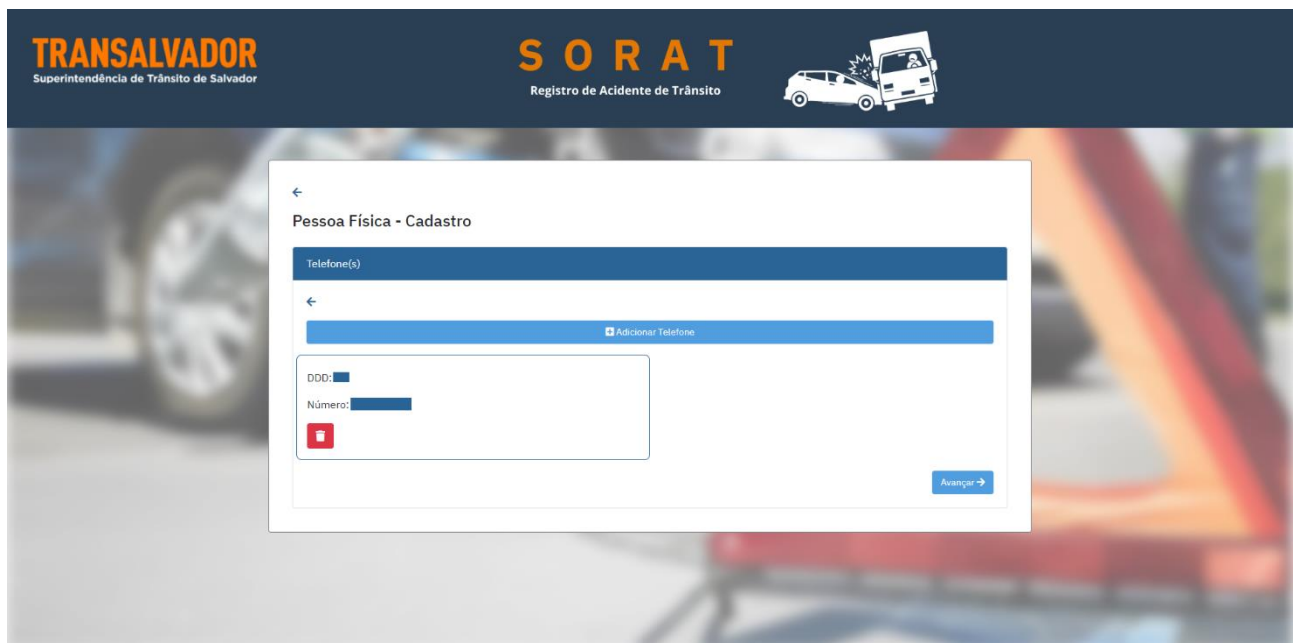 TRANSALVADOR
Superintendência de Trânsito de Salvador
SORAT
Registro de Acidente de Trânsito
Pessoa Física - Cadastro
Telefone(s)
Adicionar Telefone
DDD:
Número:
Avançar